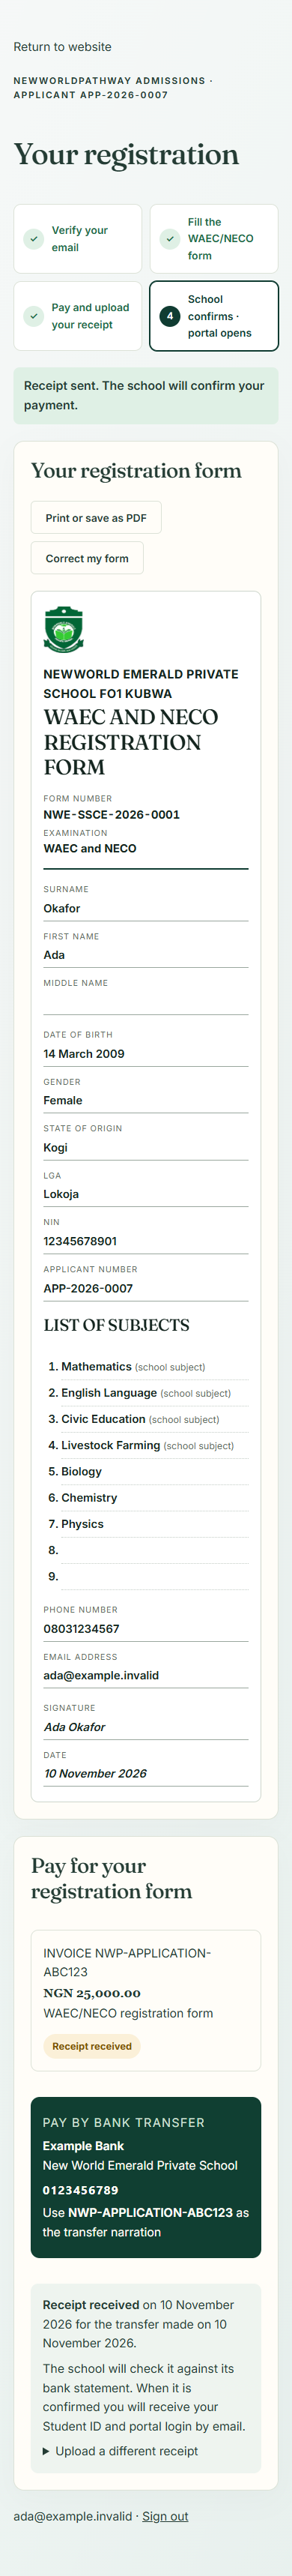 Return to website
NEWWORLDPATHWAY ADMISSIONS ·
APPLICANT APP-2026-0007
Your registration
✓ Verify your
email
✓ Fill the
WAEC/NECO
form
✓ Pay and upload
your receipt
4 School
confirms ·
portal opens
Receipt sent. The school will confirm your
payment.
Your registration form
Print or save as PDF
Correct my form
NEWWORLD EMERALD PRIVATE
SCHOOL FO1 KUBWA
WAEC AND NECO
REGISTRATION
FORM
FORM NUMBER
NWE-SSCE-2026-0001
EXAMINATION
WAEC and NECO
SURNAME
Okafor
FIRST NAME
Ada
MIDDLE NAME
DATE OF BIRTH
14 March 2009
GENDER
Female
STATE OF ORIGIN
Kogi
LGA
Lokoja
NIN
12345678901
APPLICANT NUMBER
APP-2026-0007
LIST OF SUBJECTS
1. Mathematics (school subject)
2. English Language (school subject)
3. Civic Education (school subject)
4. Livestock Farming (school subject)
5. Biology
6. Chemistry
7. Physics
8.
9.
PHONE NUMBER
08031234567
EMAIL ADDRESS
ada@example.invalid
SIGNATURE
Ada Okafor
DATE
10 November 2026
Pay for your
registration form
INVOICE NWP-APPLICATION-
ABC123
NGN 25,000.00
WAEC/NECO registration form
Receipt received
PAY BY BANK TRANSFER
Example Bank
New World Emerald Private School
0123456789
Use NWP-APPLICATION-ABC123 as
the transfer narration
Receipt received on 10 November
2026 for the transfer made on 10
November 2026.
The school will check it against its
bank statement. When it is
confirmed you will receive your
Student ID and portal login by email.
▶ Upload a different receipt
ada@example.invalid · Sign out